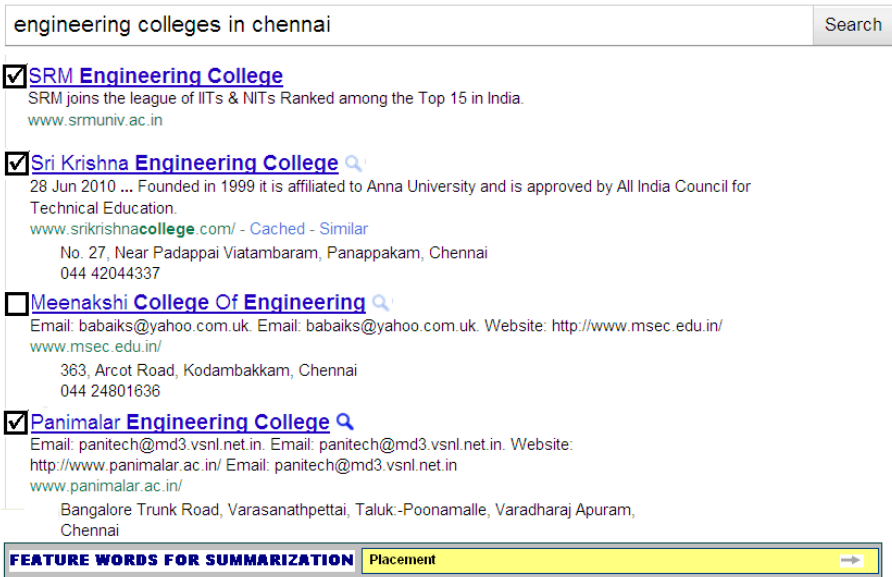 engineering colleges in chennai Search
SRM Engineering College
SRM joins the league of IITs & NITs Ranked among the Top 15 in India.
www.srmuniv.ac.in
Sri Krishna Engineering College
28 Jun 2010 ... Founded in 1999 it is affiliated to Anna University and is approved by All India Council for
Technical Education.
www.srikrishnacollege.com/ - Cached - Similar
No. 27, Near Padappai Viatambaram, Panappakam, Chennai
044 42044337
Meenakshi College Of Engineering
Email: babaiks@yahoo.com.uk. Email: babaiks@yahoo.com.uk. Website: http://www.msec.edu.in/
www.msec.edu.in/
363, Arcot Road, Kodambakkam, Chennai
044 24801636
Panimalar Engineering College
Email: panitech@md3.vsnl.net.in. Email: panitech@md3.vsnl.net.in. Website:
http://www.panimalar.ac.in/ Email: panitech@md3.vsnl.net.in
www.panimalar.ac.in/
Bangalore Trunk Road, Varasanathpettai, Taluk:-Poonamalle, Varadharaj Apuram,
Chennai
FEATURE WORDS FOR SUMMARIZATION Placement